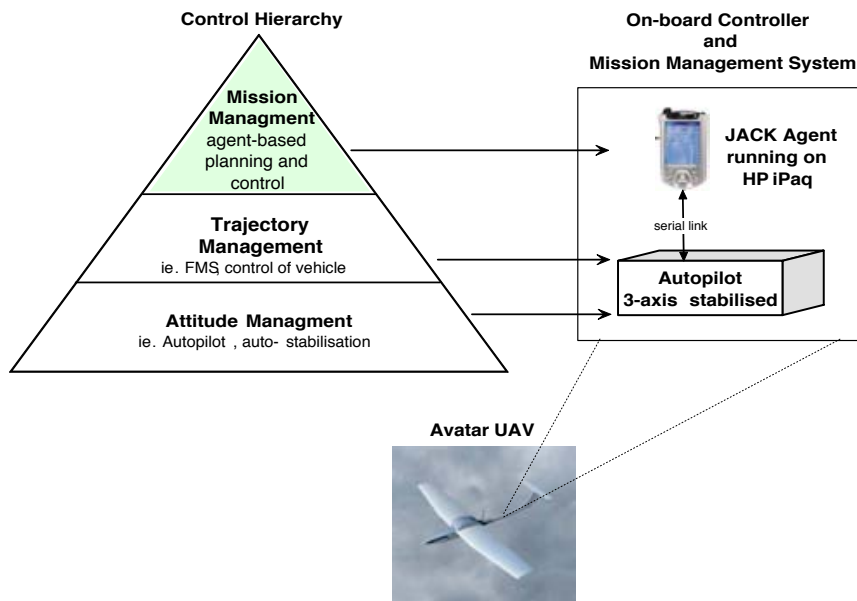 Control Hierarchy
Mission
Managment
agent-based
planning and
control
Trajectory
Management
ie. FMS, control of vehicle
Attitude Managment
ie. Autopilot , auto- stabilisation
On-board Controller
and
Mission Management System
JACK Agent
running on
HP iPaq
serial link
Autopilot
3-axis stabilised
Avatar UAV